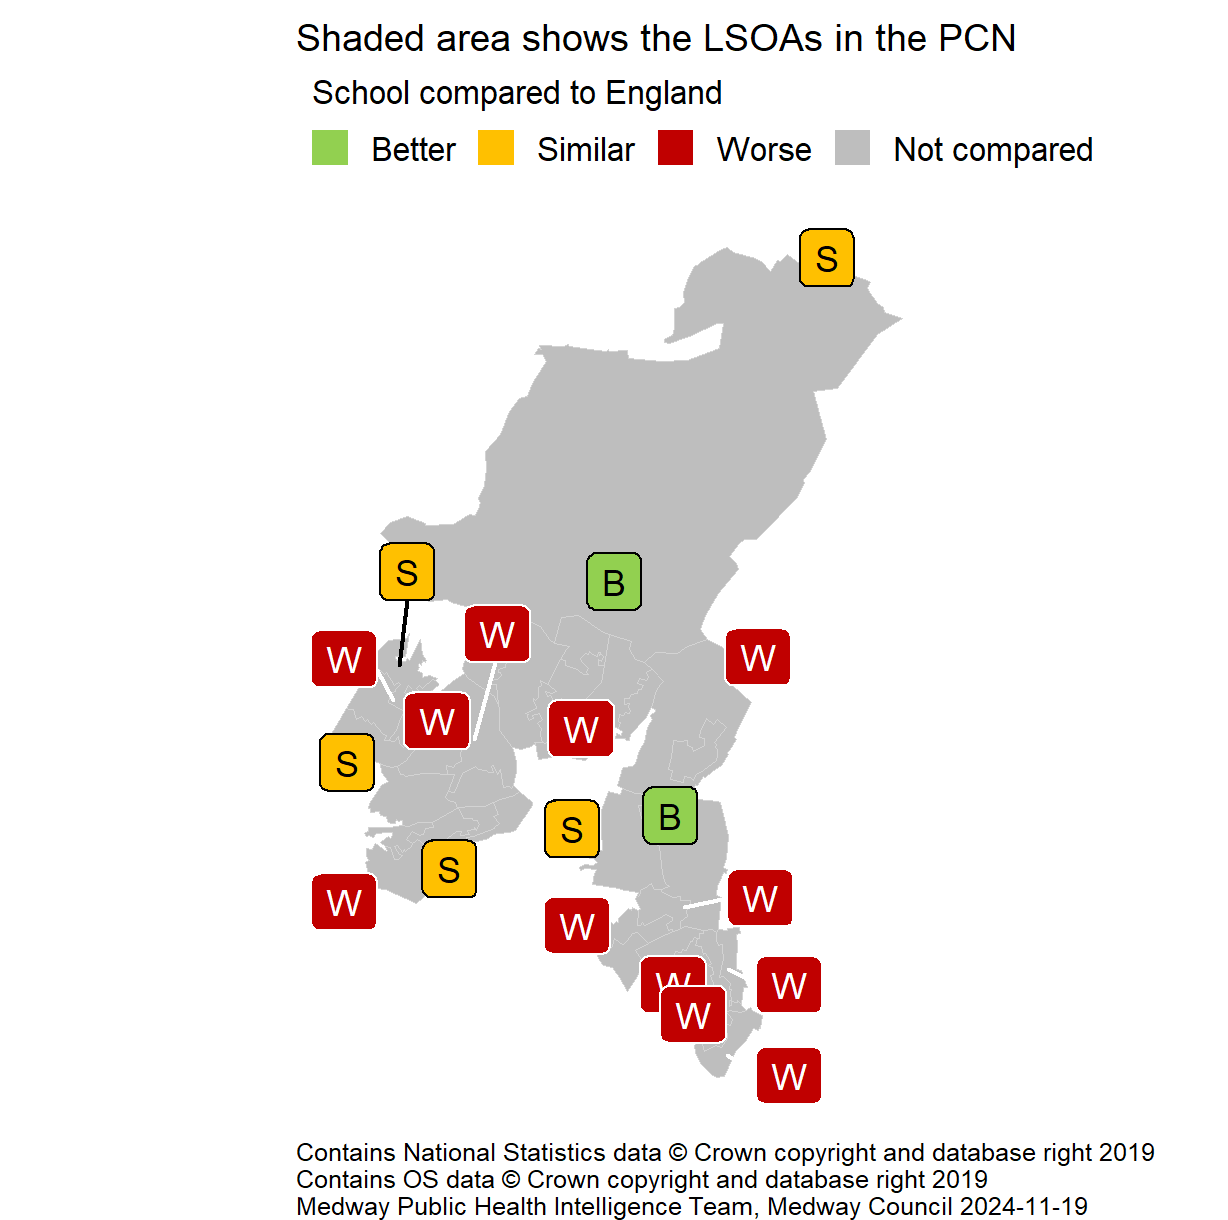 Shaded area shows the LSOAs in the PCN
School compared to England
Better Similar Worse Not compared
S
S
B
W
W
W
W
W
S
S
B
S
W
W
W
W
W
W
W
Contains National Statistics data © Crown copyright and database right 2019
Contains OS data © Crown copyright and database right 2019
Medway Public Health Intelligence Team, Medway Council 2024-11-19